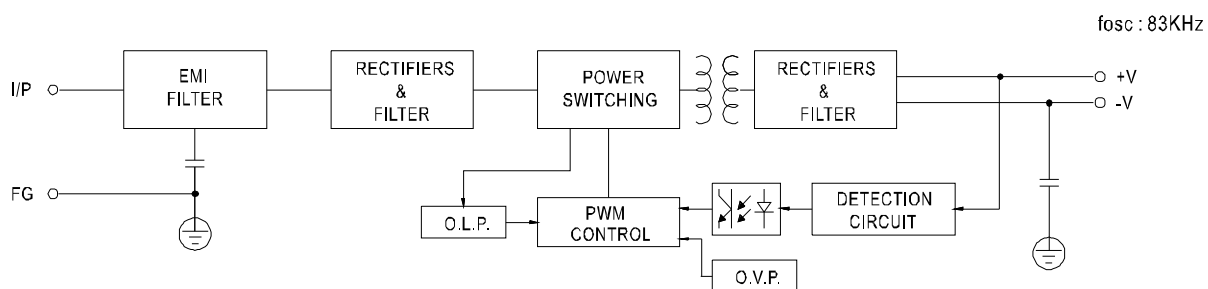 fosc : 83KHz
I/P
EMI
FILTER
RECTIFIERS
&
FILTER
POWER
SWITCHING
RECTIFIERS
&
FILTER
+V
-V
FG
O.L.P.
PWM
CONTROL
DETECTION
CIRCUIT
O.V.P.